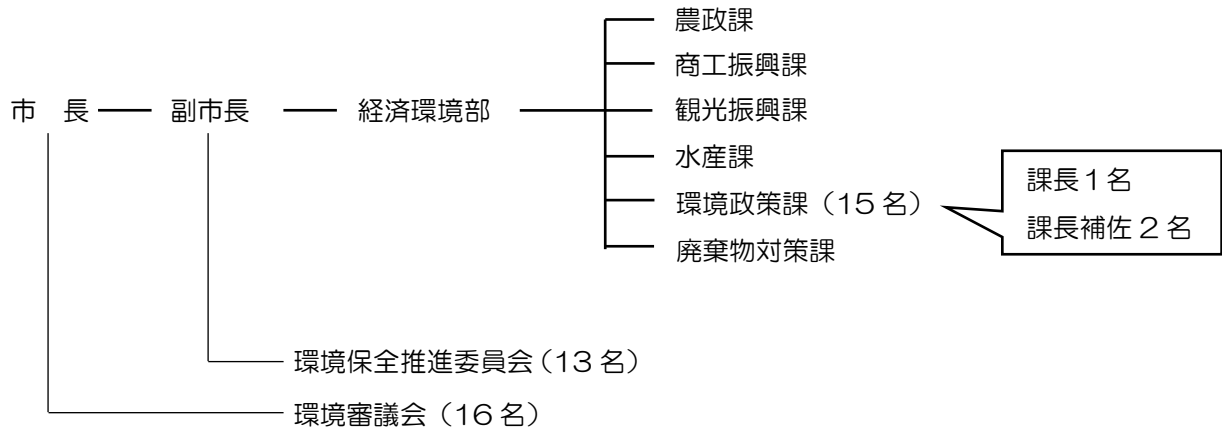 農政課
商工振興課
市　長
副市長
経済環境部
観光振興課
水産課
環境政策課（15名）
課長1名
課長補佐2名
廃棄物対策課
環境保全推進委員会（13名）
環境審議会（16名）